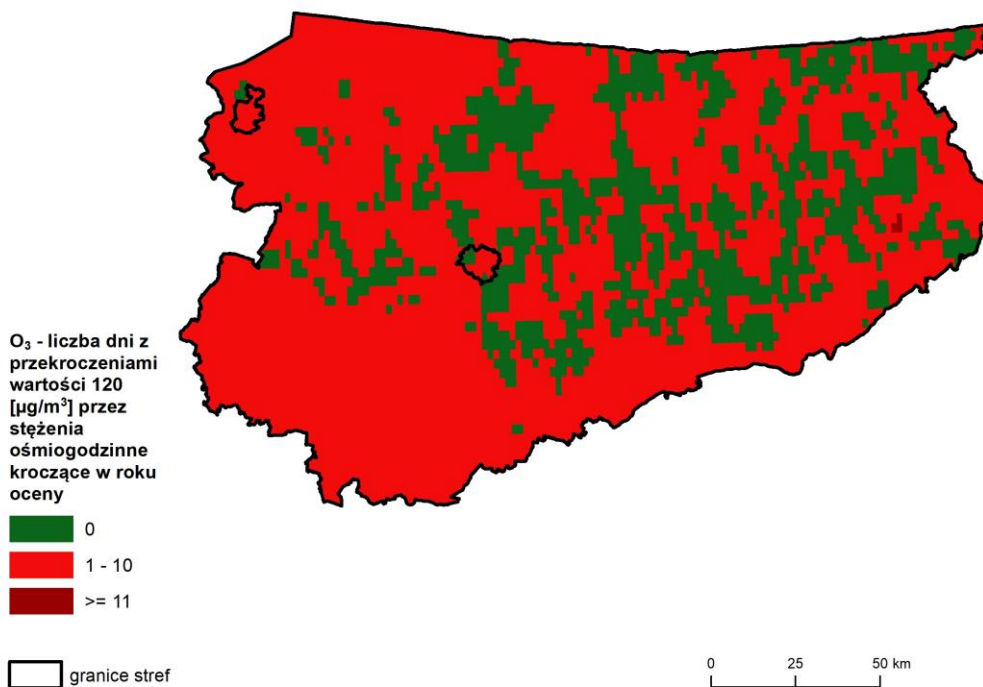 O₃ - liczba dni z
przekroczeniami
wartości 120
[µg/m³] przez
stężenia
ośmiogodzinne
kroczące w roku
oceny
0
1 - 10
>= 11
granice stref
0 25 50 km